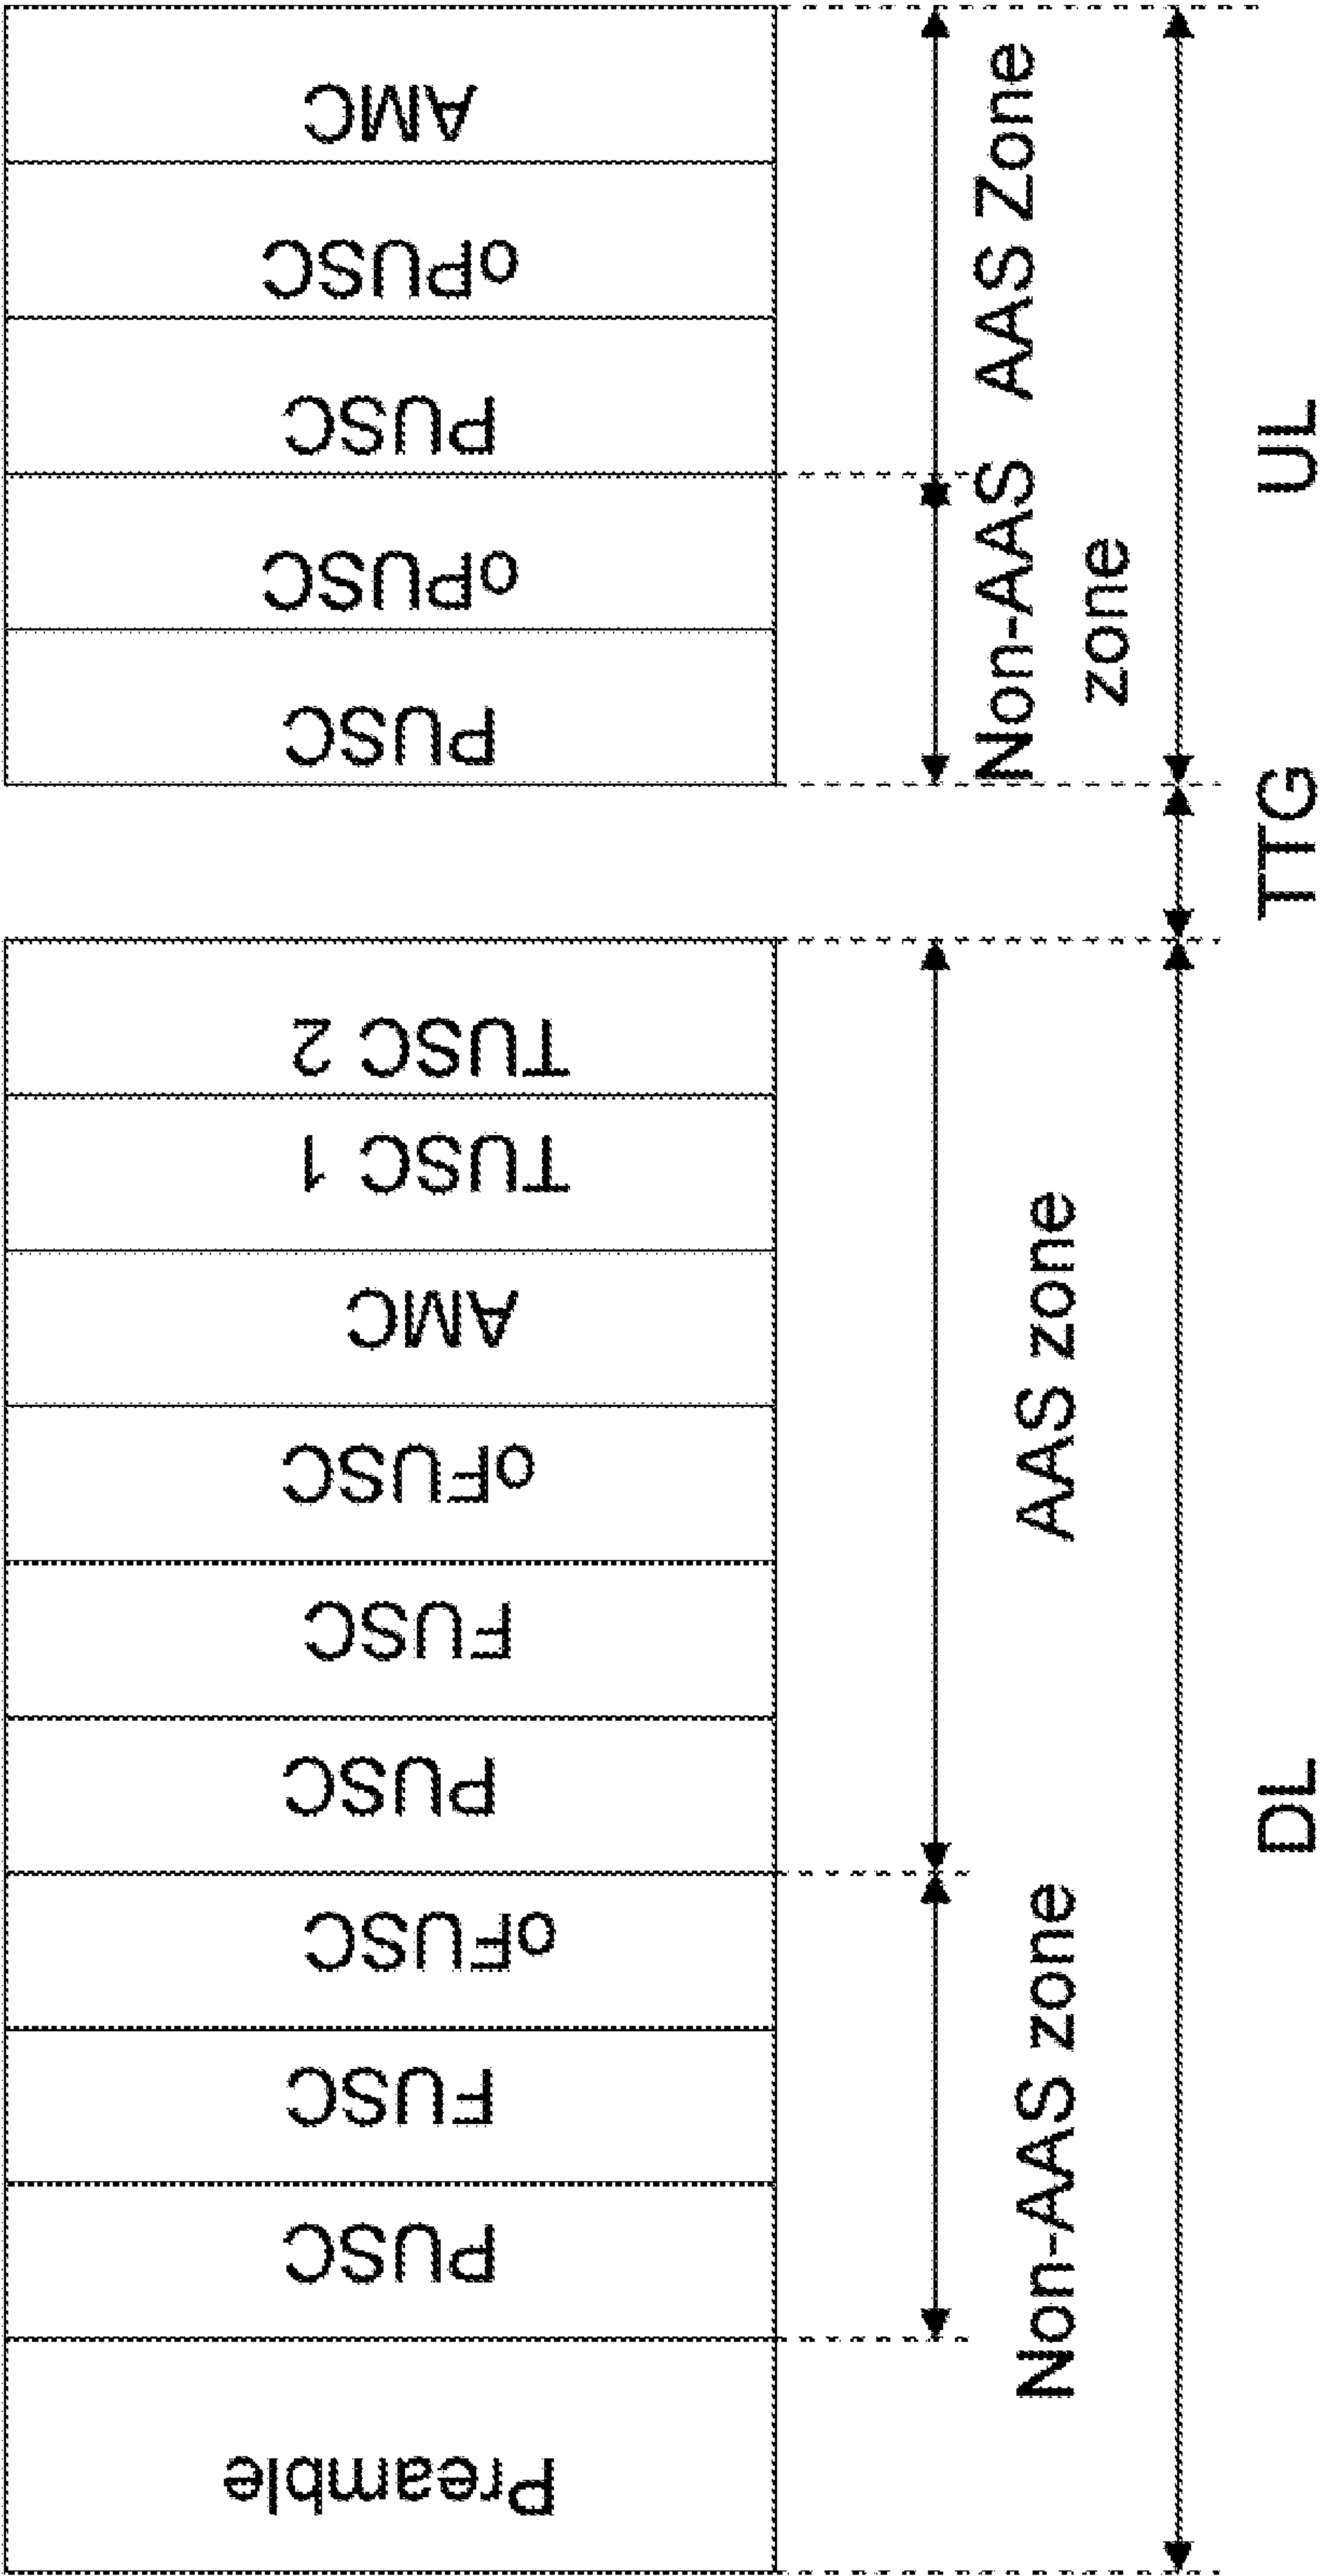 Preamble
PUSC
FUSC
oFUSC
PUSC
FUSC
oFUSC
AMC
TUSC 1
TUSC 2
PUSC
oPUSC
PUSC
oPUSC
AMC
Non-AAS zone
AAS zone
Non-AAS
zone
AAS Zone
DL
TTG
UL